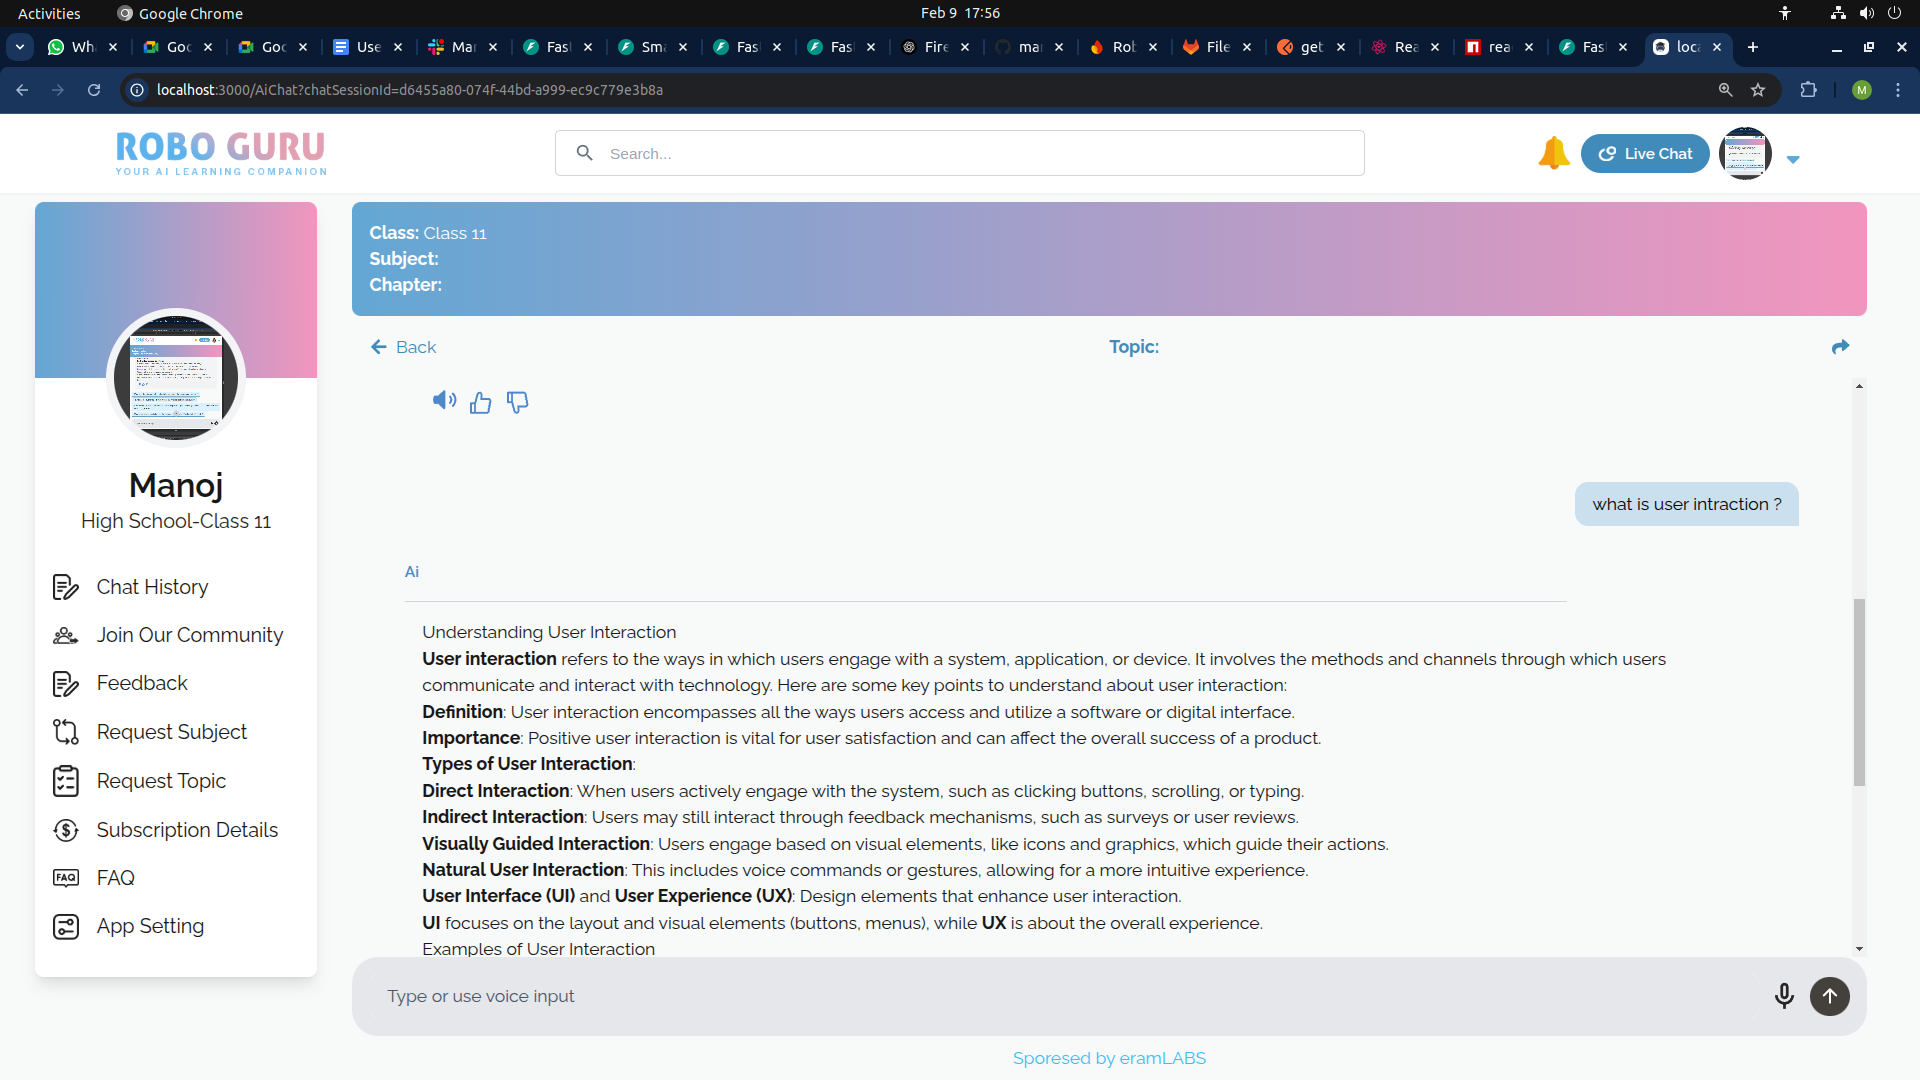 Activities
Google Chrome
Feb 9 17:56
Wh
Goo
Goo
Use
Mar
Fas
Sma
Fas
Fas
Fire
mar
Rob
File
get
Rea
rea
Fas
loca
localhost:3000/AiChat?chatSessionId=d6455a80-074f-44bd-a999-ec9c779e3b8a
M
ROBO GURU
YOUR AI LEARNING COMPANION
Search...
Live Chat
Class: Class 11
Subject:
Chapter:
Back
Topic:
Manoj
High School-Class 11
Chat History
Join Our Community
Feedback
Request Subject
Request Topic
Subscription Details
FAQ
FAQ
App Setting
what is user intraction ?
Ai
Understanding User Interaction
User interaction refers to the ways in which users engage with a system, application, or device. It involves the methods and channels through which users
communicate and interact with technology. Here are some key points to understand about user interaction:
Definition: User interaction encompasses all the ways users access and utilize a software or digital interface.
Importance: Positive user interaction is vital for user satisfaction and can affect the overall success of a product.
Types of User Interaction:
Direct Interaction: When users actively engage with the system, such as clicking buttons, scrolling, or typing.
Indirect Interaction: Users may still interact through feedback mechanisms, such as surveys or user reviews.
Visually Guided Interaction: Users engage based on visual elements, like icons and graphics, which guide their actions.
Natural User Interaction: This includes voice commands or gestures, allowing for a more intuitive experience.
User Interface (UI) and User Experience (UX): Design elements that enhance user interaction.
UI focuses on the layout and visual elements (buttons, menus), while UX is about the overall experience.
Examples of User Interaction
Type or use voice input
Sporesed by eramLABS